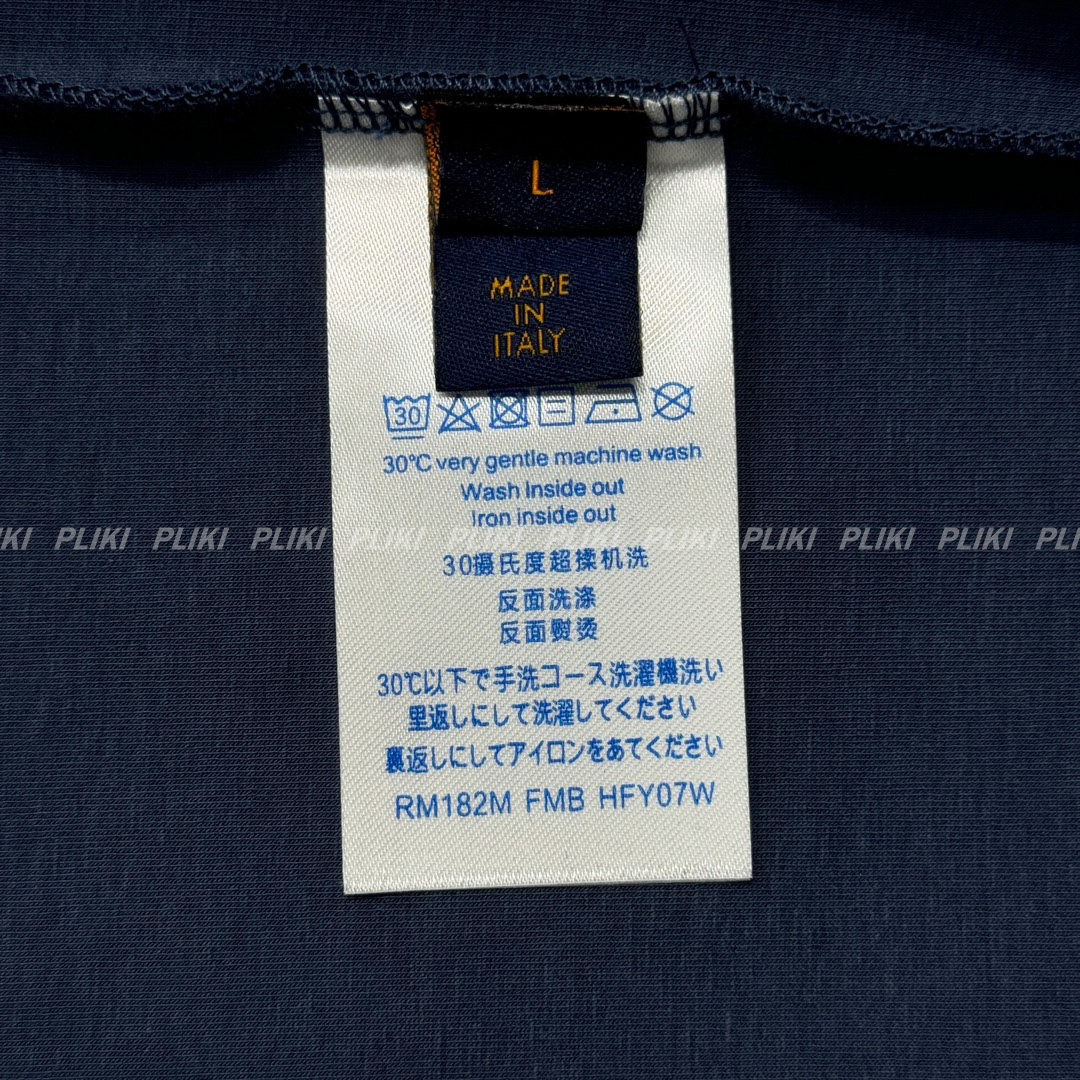 L
MADE
IN
ITALY
30
30℃ very gentle machine wash
Wash Inside out
Iron inside out
KI PLIKI PLIKI PLIKI PLIKI PLIKI PLIKI PLIKI PLIKI PLIKI PLIKI PLI
30摄氏度超揉机洗
反面洗涤
反面熨烫
30℃以下で手洗コース洗濯機洗い
里返しにして洗濯してください
裏返しにしてアイロンをあてください
RM182M FMB HFY07W